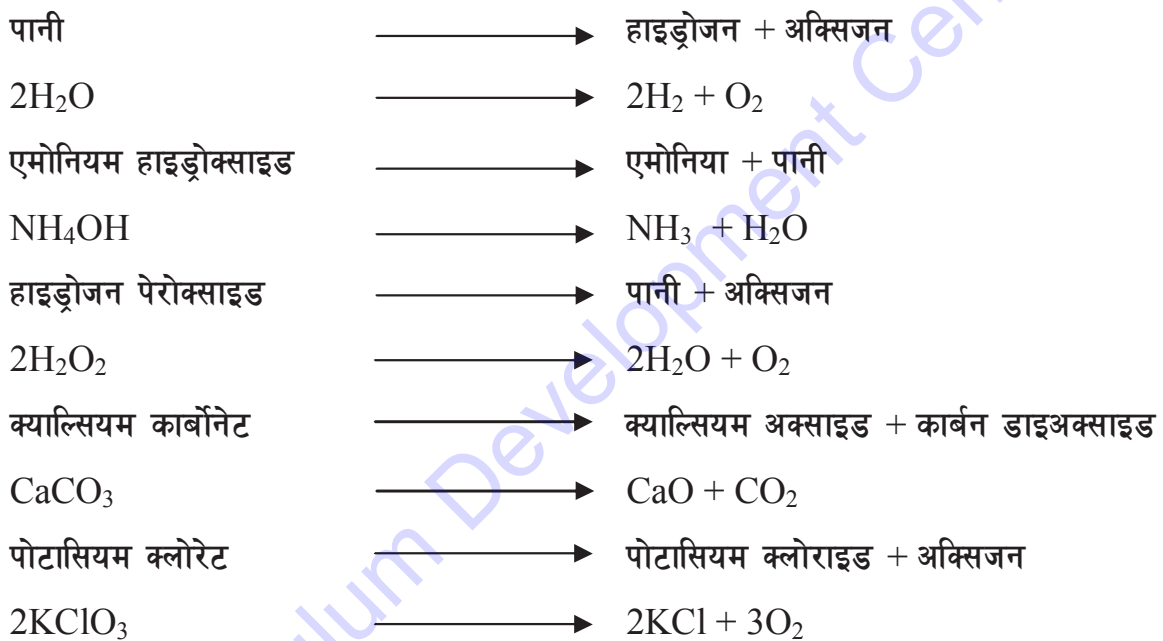 पानी ⟶ हाइड्रोजन + अक्सिजन
2H₂O ⟶ 2H₂ + O₂
एमोनियम हाइड्रोक्साइड ⟶ एमोनिया + पानी
NH₄OH ⟶ NH₃ + H₂O
हाइड्रोजन पेरोक्साइड ⟶ पानी + अक्सिजन
2H₂O₂ ⟶ 2H₂O + O₂
क्याल्सियम कार्बोनेट ⟶ क्याल्सियम अक्साइड + कार्बन डाइअक्साइड
CaCO₃ ⟶ CaO + CO₂
पोटासियम क्लोरेट ⟶ पोटासियम क्लोराइड + अक्सिजन
2KClO₃ ⟶ 2KCl + 3O₂
Development